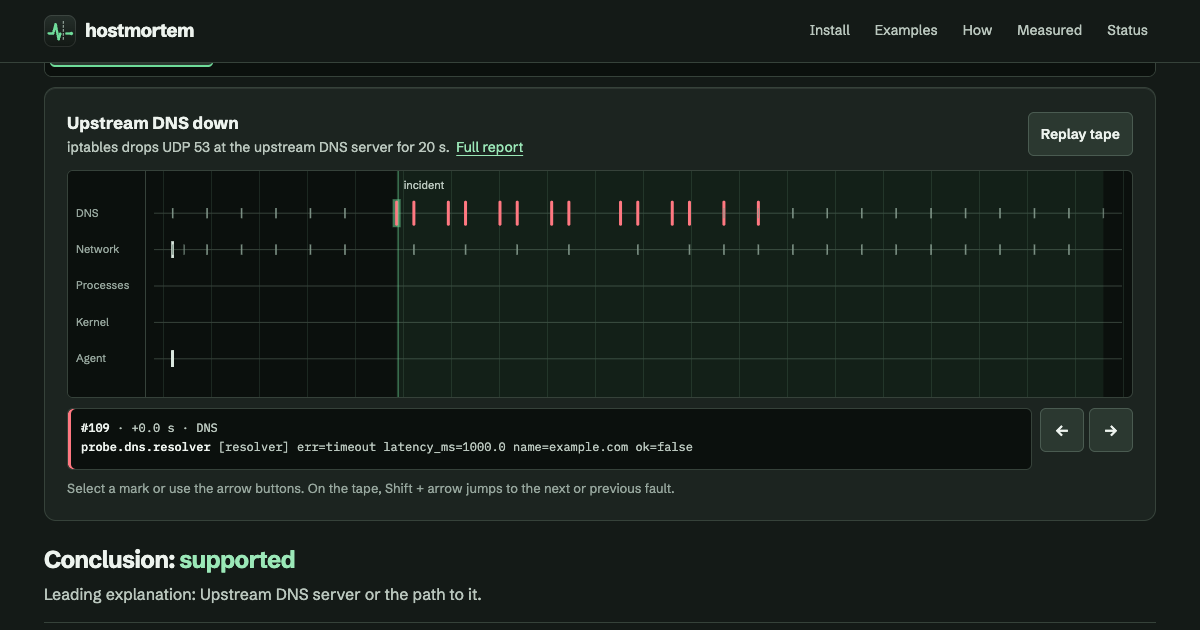 hostmortem
Install Examples How Measured Status
Upstream DNS down
iptables drops UDP 53 at the upstream DNS server for 20 s. Full report
Replay tape
incident
DNS
Network
Processes
Kernel
Agent
#109 · +0.0 s · DNS
probe.dns.resolver [resolver] err=timeout latency_ms=1000.0 name=example.com ok=false
← →
Select a mark or use the arrow buttons. On the tape, Shift + arrow jumps to the next or previous fault.
Conclusion: supported
Leading explanation: Upstream DNS server or the path to it.